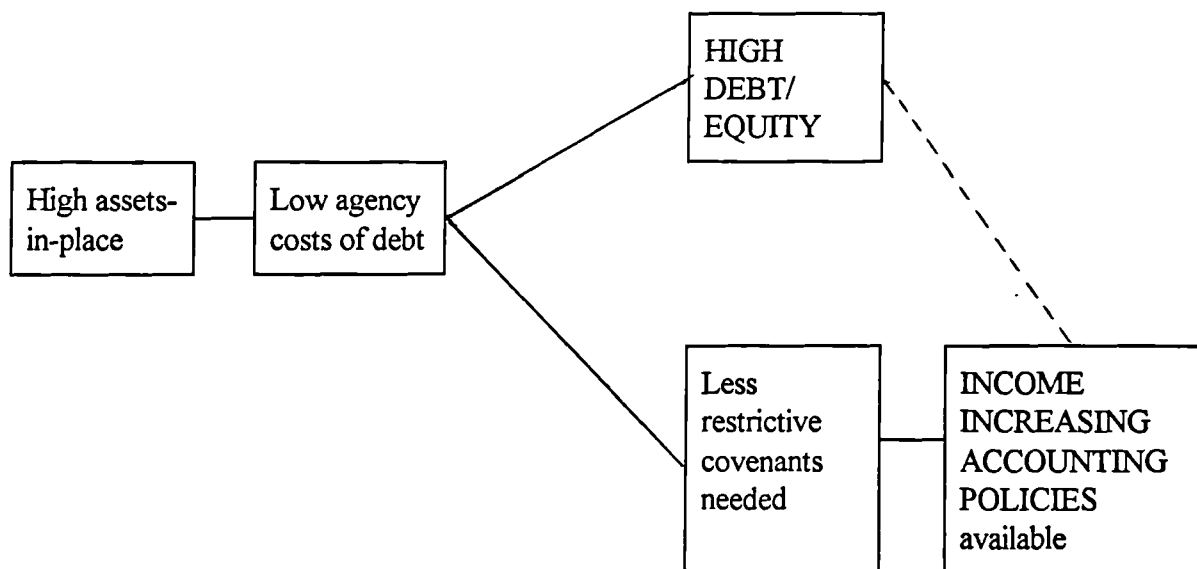 HIGH
DEBT/
EQUITY
High assets-
in-place
Low agency
costs of debt
Less
restrictive
covenants
needed
INCOME
INCREASING
ACCOUNTING
POLICIES
available